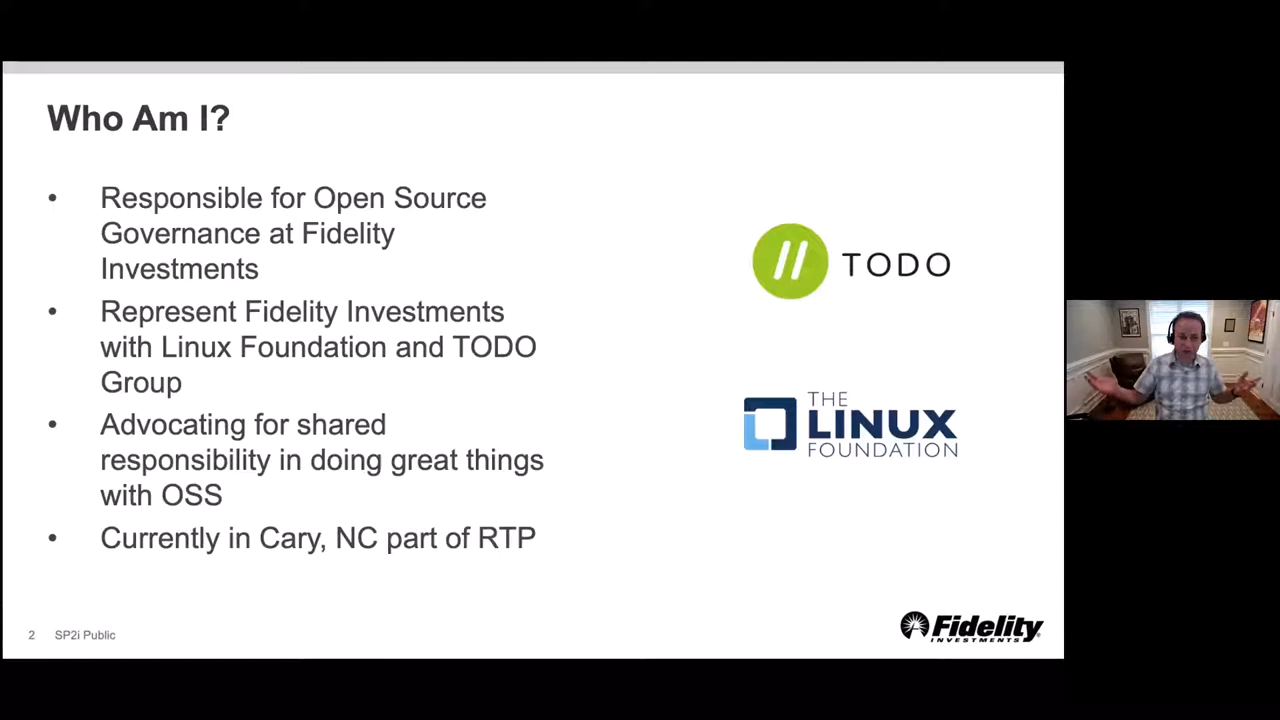 Who Am I?
• Responsible for Open Source
Governance at Fidelity
Investments
• Represent Fidelity Investments
with Linux Foundation and TODO
Group
• Advocating for shared
responsibility in doing great things
with OSS
• Currently in Cary, NC part of RTP
// TODO
THE
LINUX
FOUNDATION
2 SP2i Public
Fidelity
INVESTMENTS